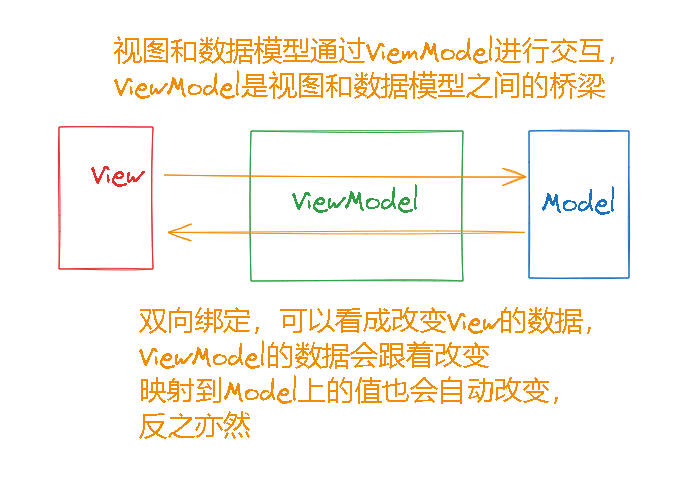 视图和数据模型通过ViemModel进行交互，
ViewModel是视图和数据模型之间的桥梁
View
ViewModel
Model
双向绑定，可以看成改变View的数据，
ViewModel的数据会跟着改变
映射到Model上的值也会自动改变，
反之亦然